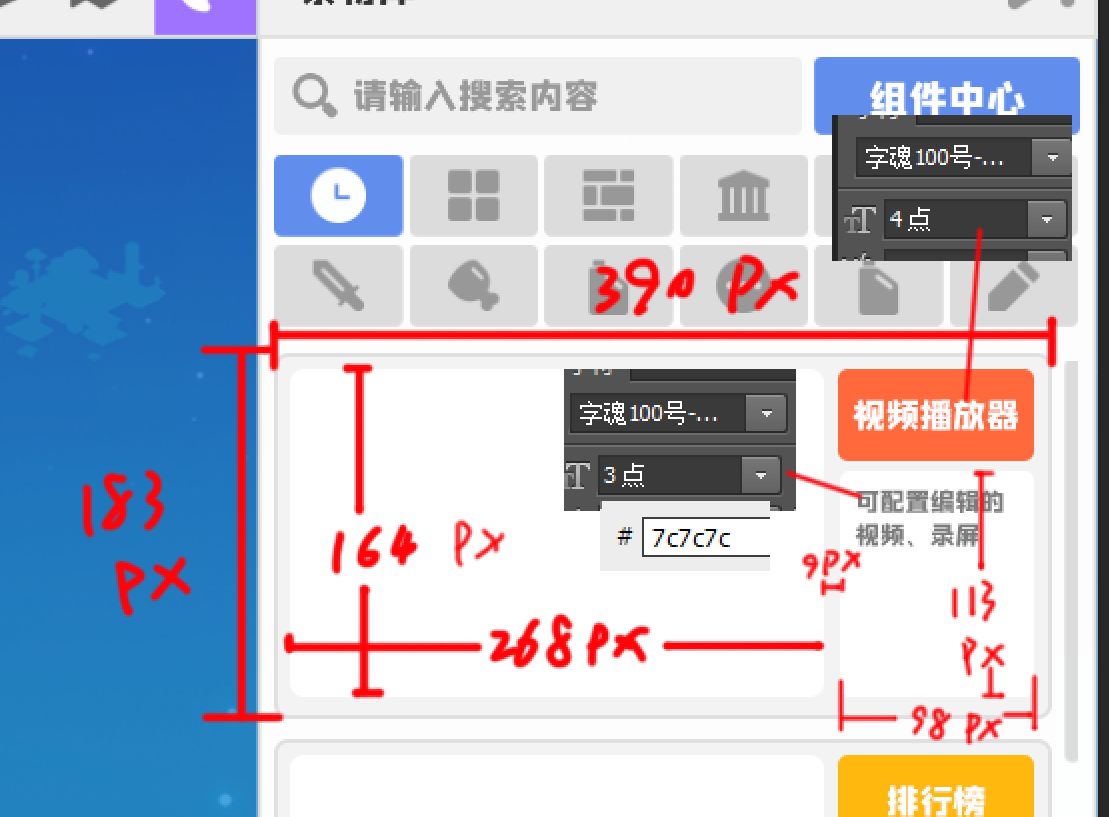 请输入搜索内容
组件中心
字魂100号-...
4点
390 px
字魂100号-...
3点
# 7c7c7c
视频播放器
可配置编辑的
视频、录屏
183
px
164 px
9px
113
px
268px
98 px
排行榜